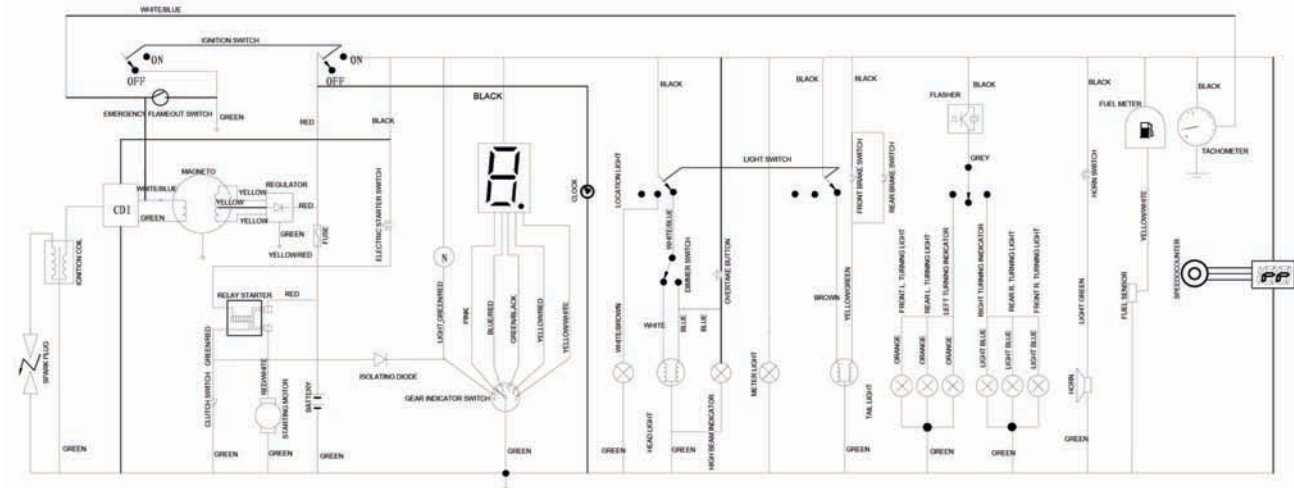 WHITE/BLUE
IGNITION SWITCH
ON
OFF
ON
OFF
EMERGENCY FLAMEOUT SWITCH
GREEN
RED
BLACK
BLACK
BLACK
BLACK
BLACK
BLACK
BLACK
BLACK
BLACK
FLASHER
FUEL METER
TACHOMETER
MAGNETO
WHITE/BLUE
GREEN
CDI
YELLOW
YELLOW
YELLOW
REGULATOR
RED
GREEN
YELLOW/RED
FUSE
ELECTRIC STARTER SWITCH
IGNITION COIL
SPARK PLUG
RELAY STARTER
RED
GREEN/RED
CLUTCH SWITCH
RED/WHITE
STARTING MOTOR
BATTERY
ISOLATING DIODE
N
LIGHT GREEN/RED
PINK
BLUE/RED
GREEN/BLACK
YELLOW/RED
YELLOW/WHITE
GEAR INDICATOR SWITCH
CLOCK
LOCATION LIGHT
LIGHT SWITCH
WHITE/BLUE
DIMMER SWITCH
OVERTAKE BUTTON
WHITE/BROWN
WHITE
BLUE
BLUE
HEAD LIGHT
HIGH BEAM INDICATOR
METER LIGHT
BROWN
YELLOW/GREEN
TAIL LIGHT
FRONT BRAKE SWITCH
REAR BRAKE SWITCH
GREY
FRONT L. TURNING LIGHT
REAR L. TURNING LIGHT
LEFT TURNING INDICATOR
RIGHT TURNING INDICATOR
REAR R. TURNING LIGHT
FRONT R. TURNING LIGHT
ORANGE
ORANGE
ORANGE
LIGHT BLUE
LIGHT BLUE
LIGHT BLUE
HORN SWITCH
LIGHT GREEN
HORN
GREEN
YELLOW/WHITE
FUEL SENSOR
SPEEDOCOUNTER
GREEN
GREEN
GREEN
GREEN
GREEN
GREEN
GREEN
GREEN
GREEN
GREEN
GREEN